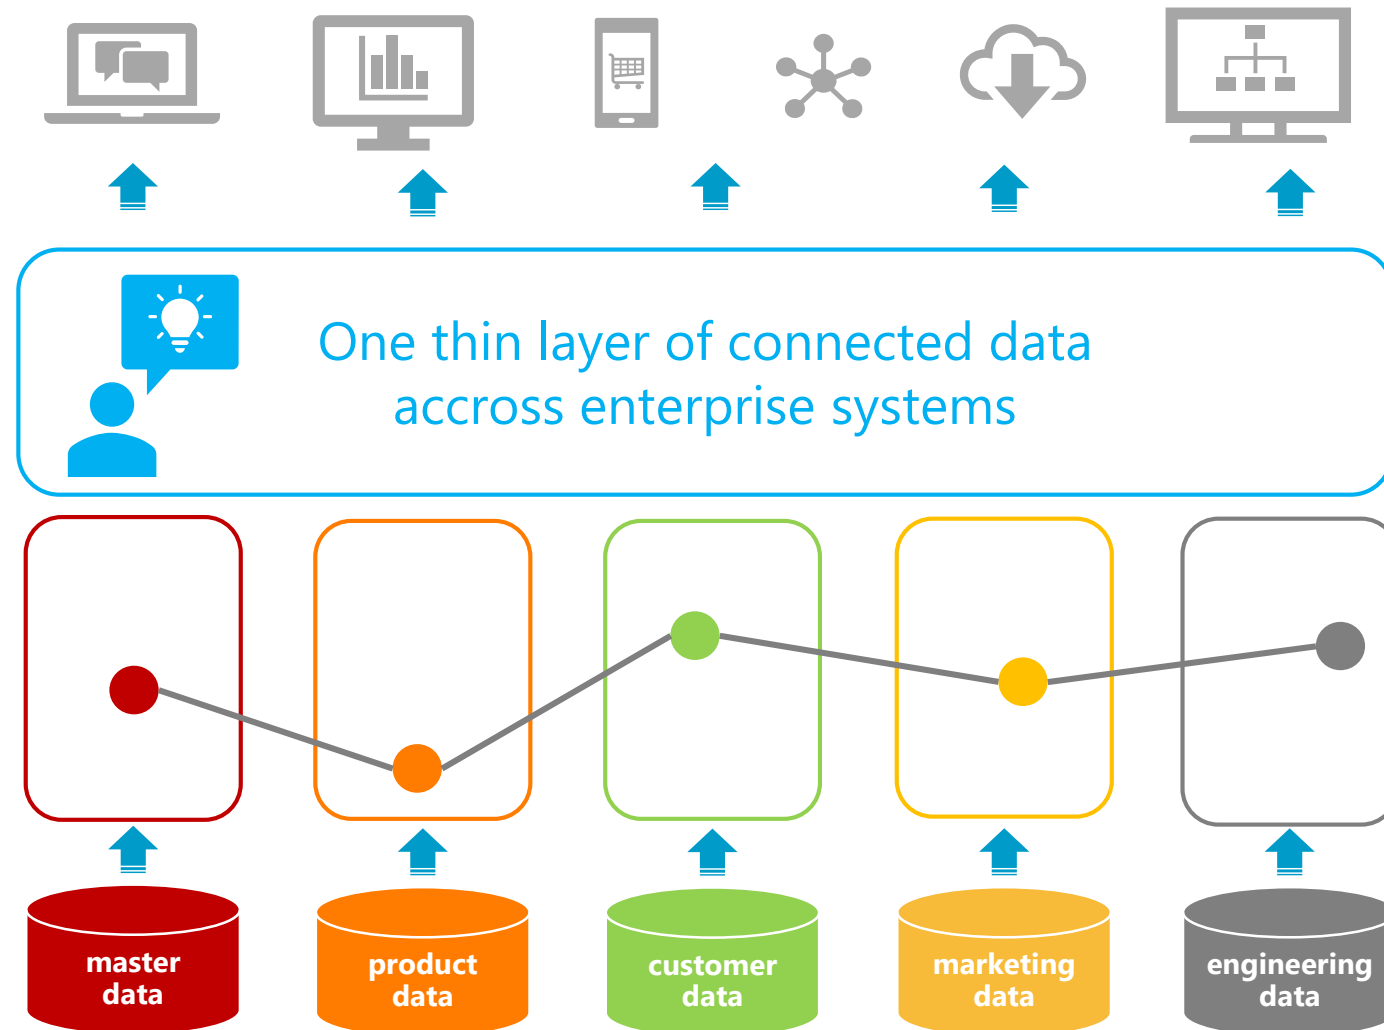 One thin layer of connected data
accross enterprise systems
master
data
product
data
customer
data
marketing
data
engineering
data